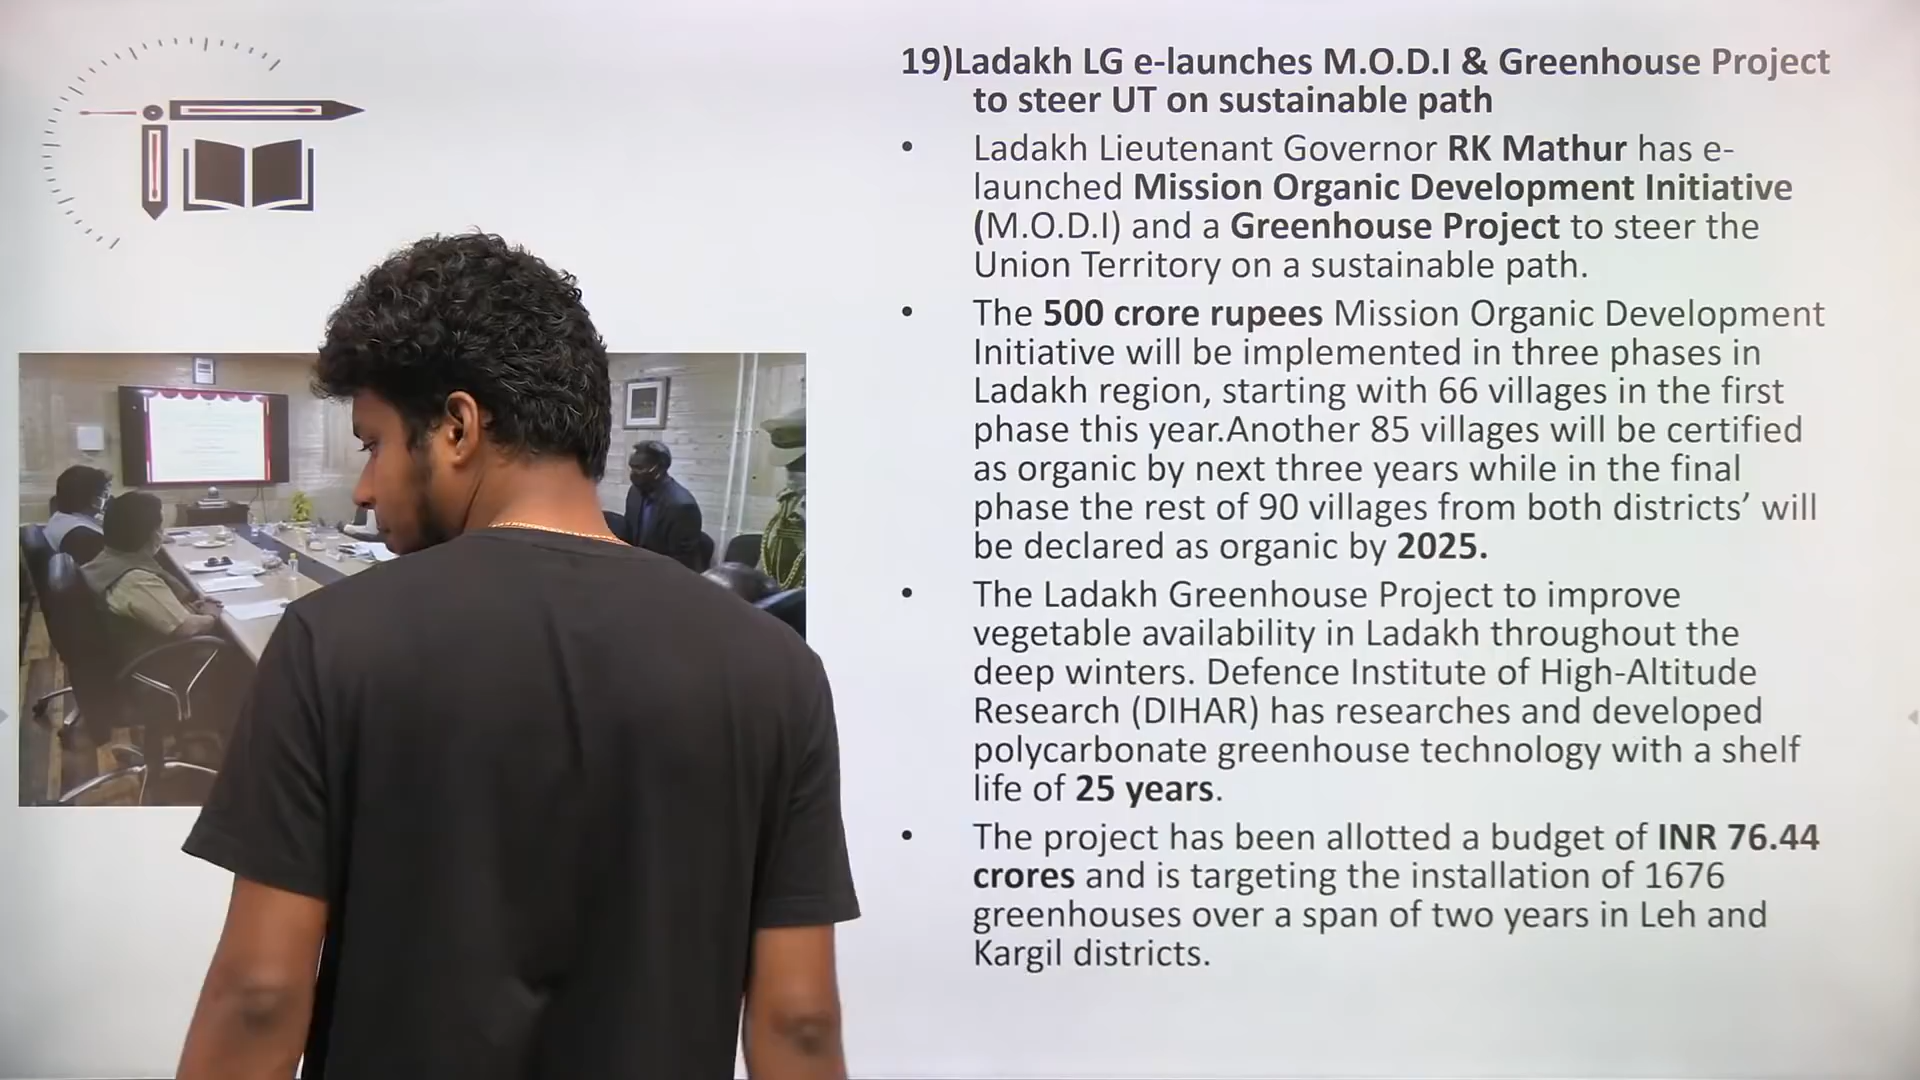 19)Ladakh LG e-launches M.O.D.I & Greenhouse Project
to steer UT on sustainable path
• Ladakh Lieutenant Governor RK Mathur has e-
launched Mission Organic Development Initiative
(M.O.D.I) and a Greenhouse Project to steer the
Union Territory on a sustainable path.
• The 500 crore rupees Mission Organic Development
Initiative will be implemented in three phases in
Ladakh region, starting with 66 villages in the first
phase this year.Another 85 villages will be certified
as organic by next three years while in the final
phase the rest of 90 villages from both districts’ will
be declared as organic by 2025.
• The Ladakh Greenhouse Project to improve
vegetable availability in Ladakh throughout the
deep winters. Defence Institute of High-Altitude
Research (DIHAR) has researches and developed
polycarbonate greenhouse technology with a shelf
life of 25 years.
• The project has been allotted a budget of INR 76.44
crores and is targeting the installation of 1676
greenhouses over a span of two years in Leh and
Kargil districts.